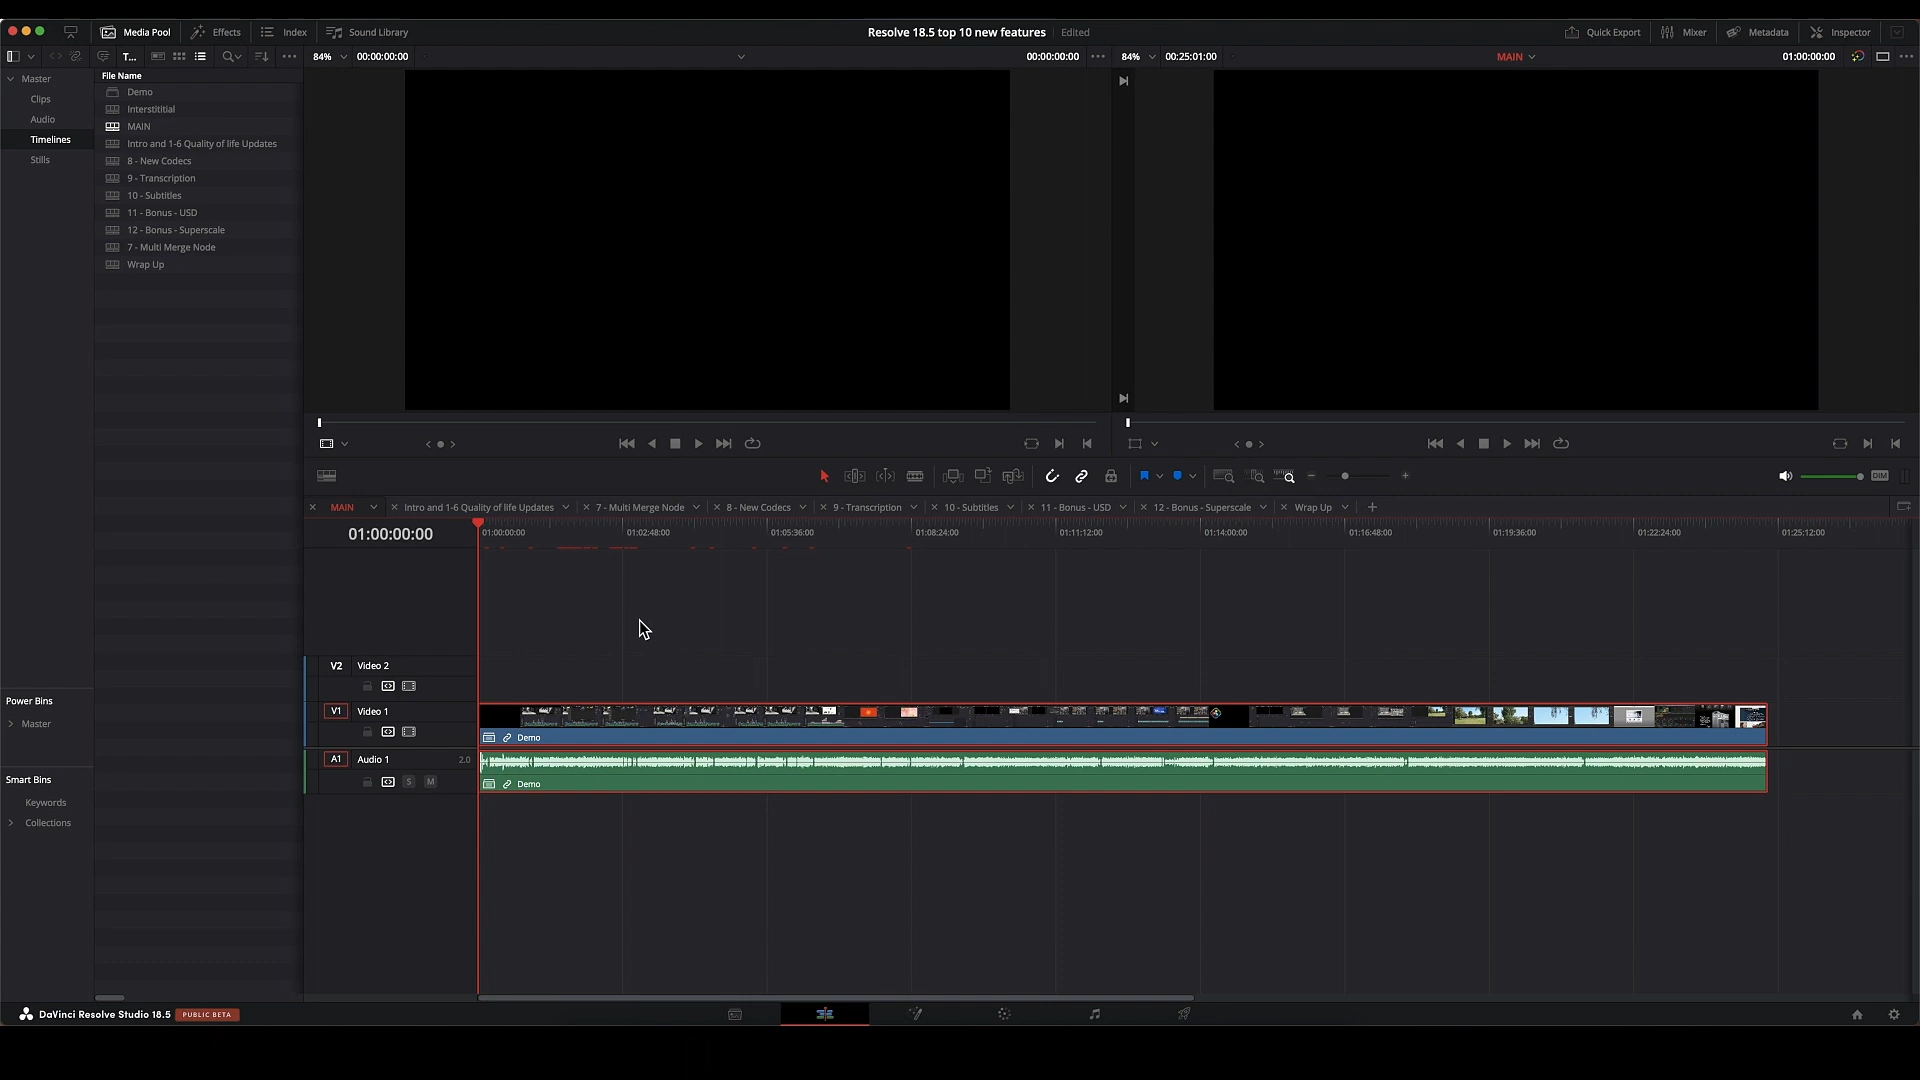 Media Pool
Effects
Index
Sound Library
Resolve 18.5 top 10 new features
Edited
Quick Export
Mixer
Metadata
Inspector
T...
84%
00:00:00:00
00:00:00:00
84%
00:25:01:00
MAIN
01:00:00:00
Master
Clips
Audio
Timelines
Stills
File Name
Demo
Interstititial
MAIN
Intro and 1-6 Quality of life Updates
8 - New Codecs
9 - Transcription
10 - Subtitles
11 - Bonus - USD
12 - Bonus - Superscale
7 - Multi Merge Node
Wrap Up
Power Bins
Master
Smart Bins
Keywords
Collections
DIM
MAIN
Intro and 1-6 Quality of life Updates
7 - Multi Merge Node
8 - New Codecs
9 - Transcription
10 - Subtitles
11 - Bonus - USD
12 - Bonus - Superscale
Wrap Up
01:00:00:00
01:00:00:00
01:02:48:00
01:05:36:00
01:08:24:00
01:11:12:00
01:14:00:00
01:16:48:00
01:19:36:00
01:22:24:00
01:25:12:00
V2
Video 2
V1
Video 1
Demo
A1
Audio 1
2.0
S
M
Demo
DaVinci Resolve Studio 18.5
PUBLIC BETA